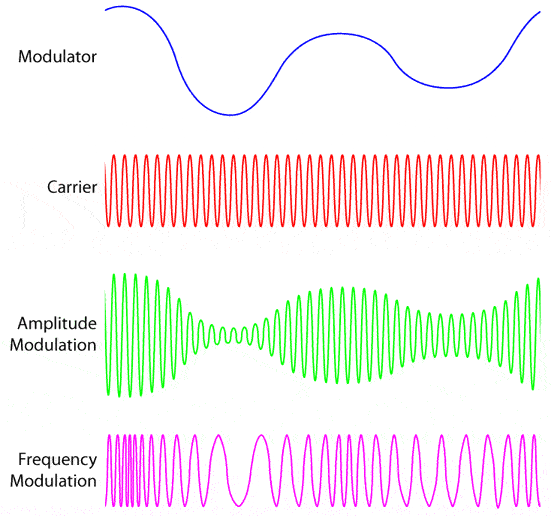 Modulator
Carrier
Amplitude
Modulation
Frequency
Modulation